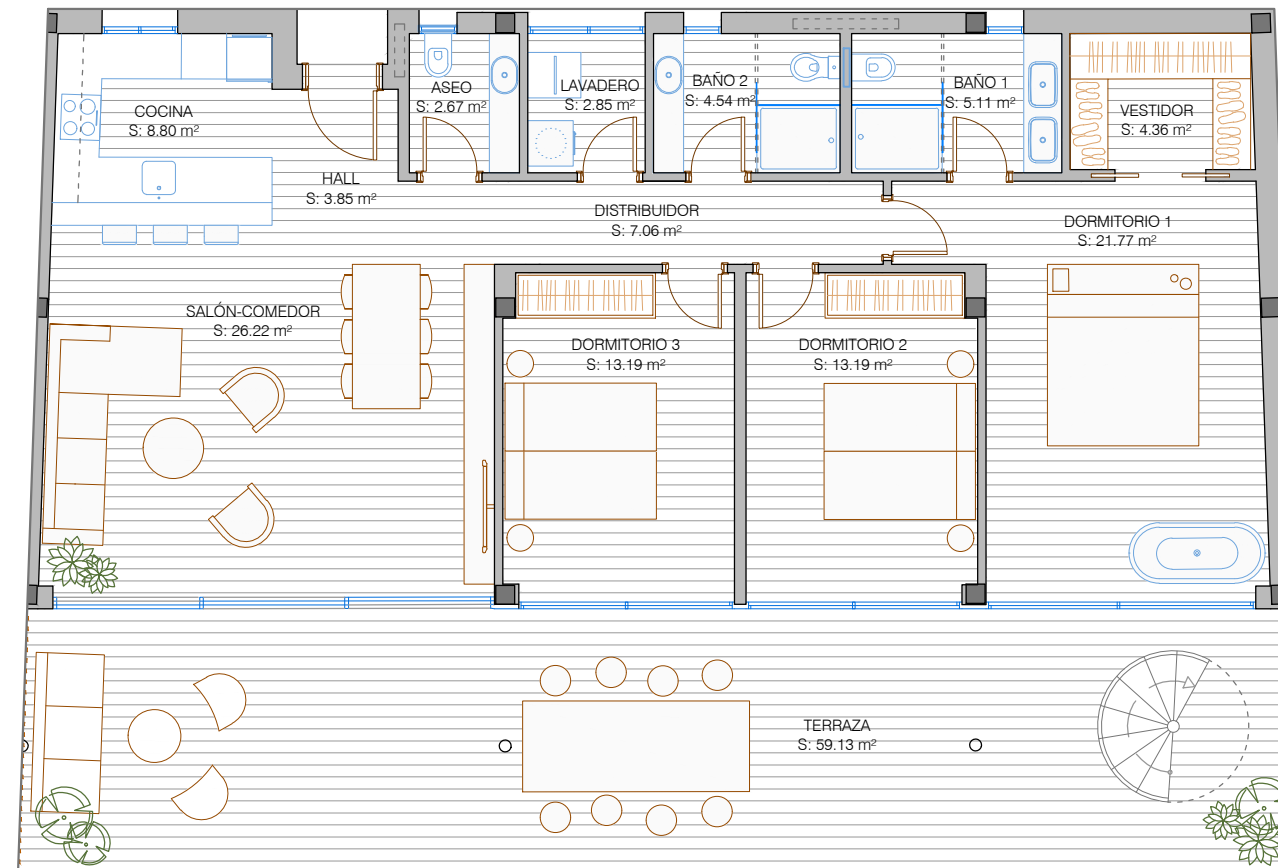 COCINA
S: 8.80 m²
ASEO
S: 2.67 m²
LAVADERO
S: 2.85 m²
BAÑO 2
S: 4.54 m²
BAÑO 1
S: 5.11 m²
VESTIDOR
S: 4.36 m²
HALL
S: 3.85 m²
DISTRIBUIDOR
S: 7.06 m²
DORMITORIO 1
S: 21.77 m²
SALÓN-COMEDOR
S: 26.22 m²
DORMITORIO 3
S: 13.19 m²
DORMITORIO 2
S: 13.19 m²
TERRAZA
S: 59.13 m²